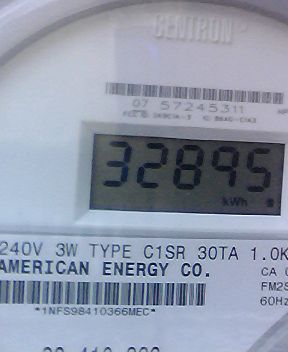 CENTRON
07 57245311
32895
kWh
240V 3W TYPE C1SR 30TA 1.0K
AMERICAN ENERGY CO.
CA
FM2S
60Hz
*1NFS98410366MEC*